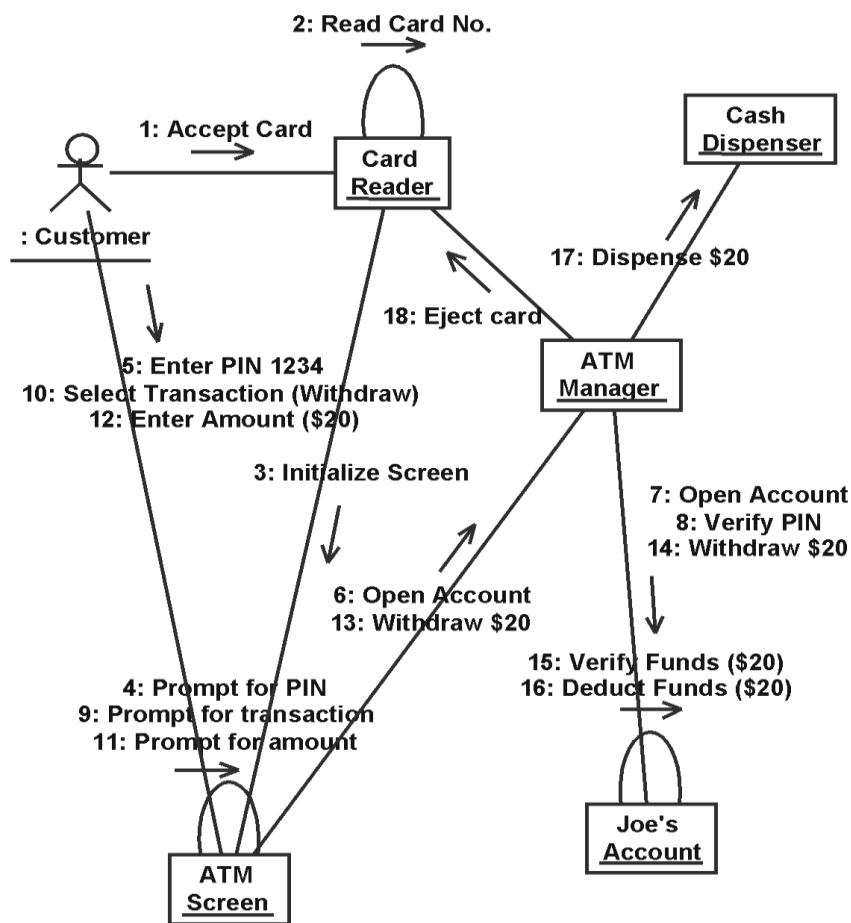 2: Read Card No.
1: Accept Card
Card
Reader
Cash
Dispenser
: Customer
17: Dispense $20
18: Eject card
ATM
Manager
5: Enter PIN 1234
10: Select Transaction (Withdraw)
12: Enter Amount ($20)
3: Initialize Screen
7: Open Account
8: Verify PIN
14: Withdraw $20
6: Open Account
13: Withdraw $20
15: Verify Funds ($20)
16: Deduct Funds ($20)
4: Prompt for PIN
9: Prompt for transaction
11: Prompt for amount
Joe's
Account
ATM
Screen